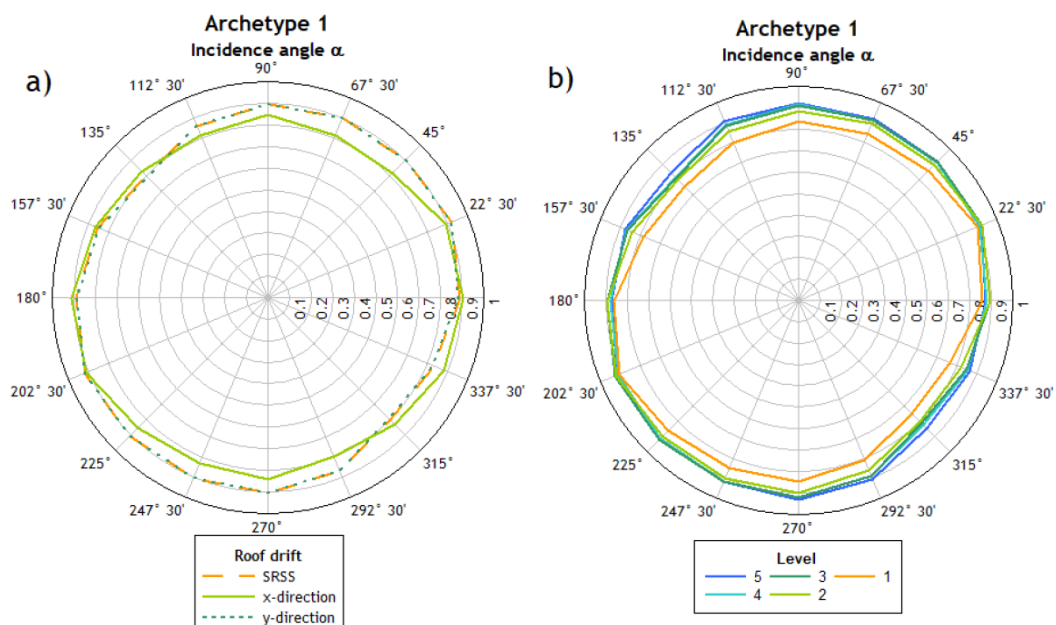 Archetype 1
Incidence angle α
a)
90°
112° 30'
67° 30'
135°
45°
157° 30'
22° 30'
180°
0.1 0.2 0.3 0.4 0.5 0.6 0.7 0.8 0.9 1
202° 30'
337° 30'
225°
315°
247° 30'
292° 30'
270°
Roof drift
SRSS
x-direction
y-direction
Archetype 1
Incidence angle α
b)
90°
112° 30'
67° 30'
135°
45°
157° 30'
22° 30'
180°
0.1 0.2 0.3 0.4 0.5 0.6 0.7 0.8 0.9 1
202° 30'
337° 30'
225°
315°
247° 30'
292° 30'
270°
Level
5 3 1
4 2